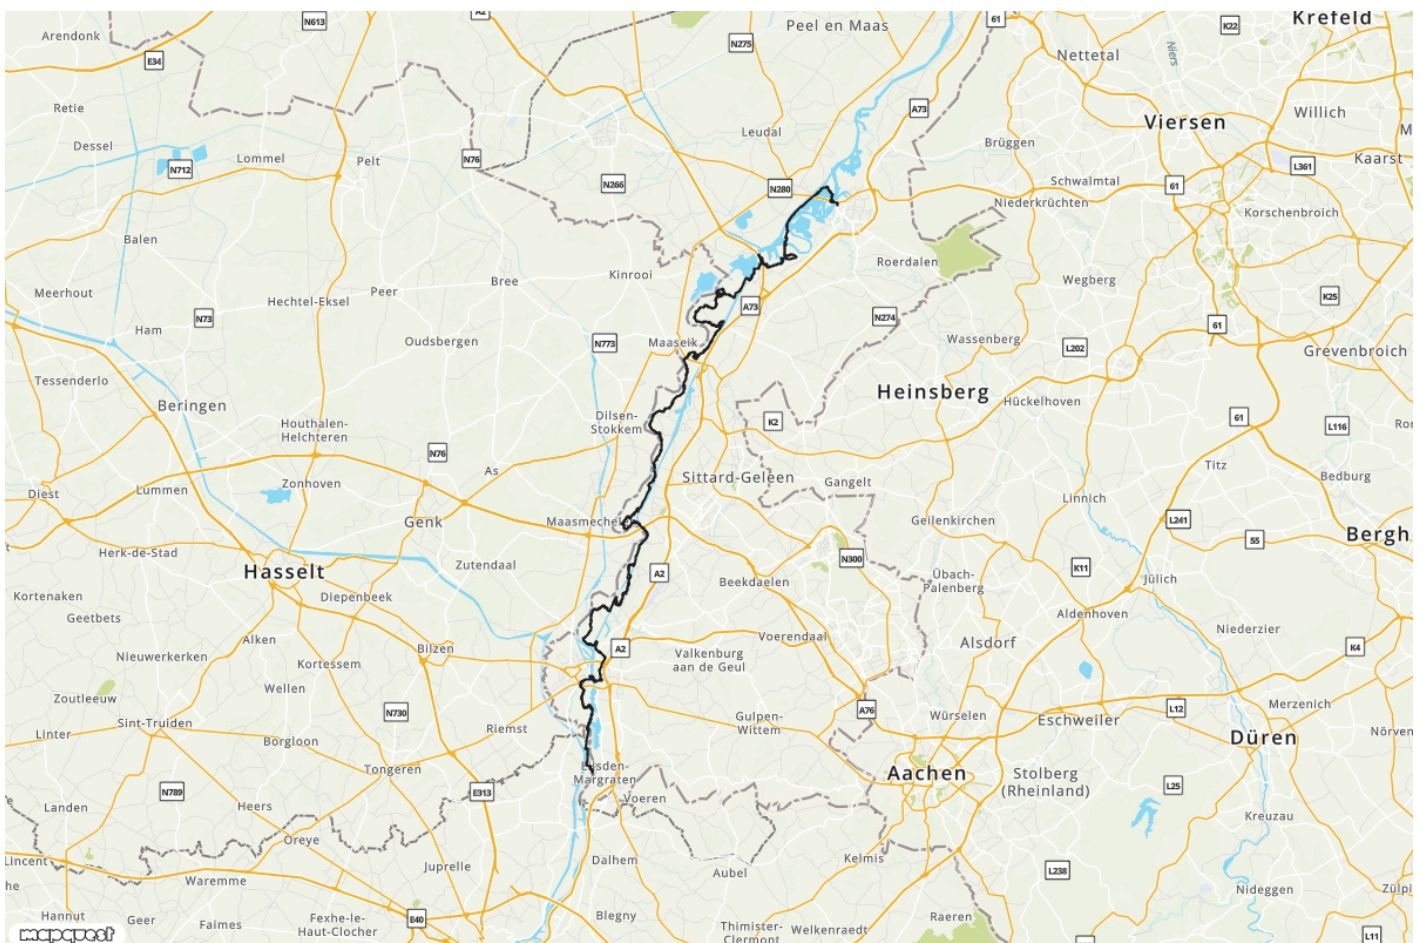 Krefeld
N613
A2
61
Peel en Maas
K22
Arendonk
N275
Niers
Nettetal
E34
Retie
A73
Willich
Viersen
Leudal
Dessel
Brüggen
N76
Lommel
Pelt
L361
Kaarst
N712
N266
N280
Schwalmtal
61
Niederkrüchten
Korschenbroich
Balen
Roerdalen
Kinrooi
Wegberg
Bree
Meerhout
Peer
K25
Hechtel-Eksel
A73
N73
N274
61
Ham
Wassenberg
Oudsbergen
N773
Maaseik
L202
Grevenbroich
Tessenderlo
Heinsberg
Hückelhoven
Beringen
Dilsen-
Stokkem
K2
61
Houthalen-
Helchteren
L116
N76
Titz
As
Sittard-Geleen
Bedburg
Zonhoven
Gangelt
Lummen
Diest
Linnich
Genk
Maasmechelen
Geilenkirchen
L241
Bergh
Herk-de-Stad
55
N300
Zutendaal
Hasselt
A2
K11
Übach-
Palenberg
Jülich
Beekdaelen
Kortenaken
Diepenbeek
Aldenhoven
Geetbets
Niederzier
Voerendaal
Alken
Alsdorf
A2
K4
Bilzen
Valkenburg
aan de Geul
Nieuwerkerken
Kortessem
Wellen
Zoutleeuw
Merzenich
A76
L12
N730
Würselen
Gulpen-
Wittem
Eschweiler
Sint-Truiden
Riemst
Linter
Düren
Borgloon
Tongeren
Eijsden-
Margraten
Aachen
Stolberg
(Rheinland)
L25
N789
E313
Voeren
Landen
Heers
Kreuzau
Oreye
Lincent
Dalhem
Kelmis
Juprelle
L238
Aubel
Waremme
Nideggen
Hannut
Geer
Faimes
Fexhe-le-
Haut-Clocher
E40
Blegny
Raeren
Thimister-
Clermont
Welkenraedt
L11
mapquest